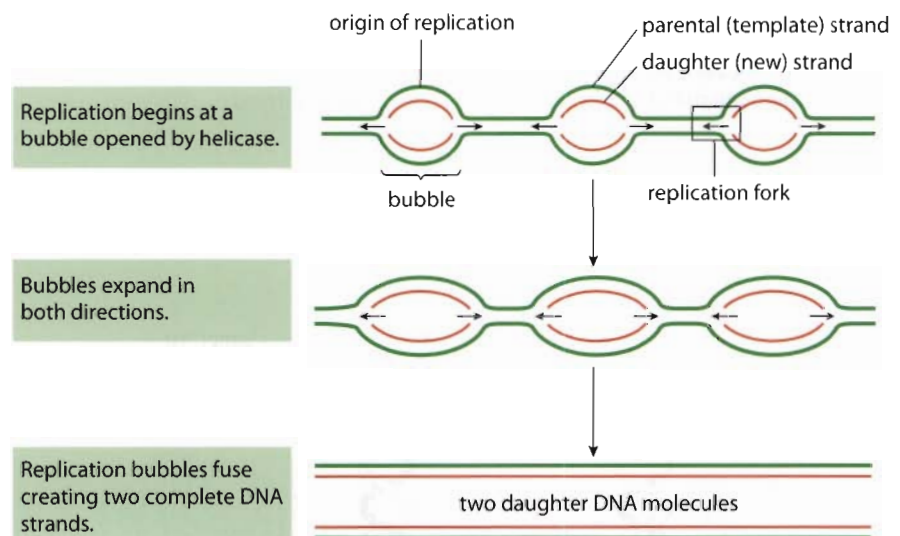 origin of replication
parental (template) strand
daughter (new) strand
Replication begins at a
bubble opened by helicase.
bubble
replication fork
Bubbles expand in
both directions.
Replication bubbles fuse
creating two complete DNA
strands.
two daughter DNA molecules